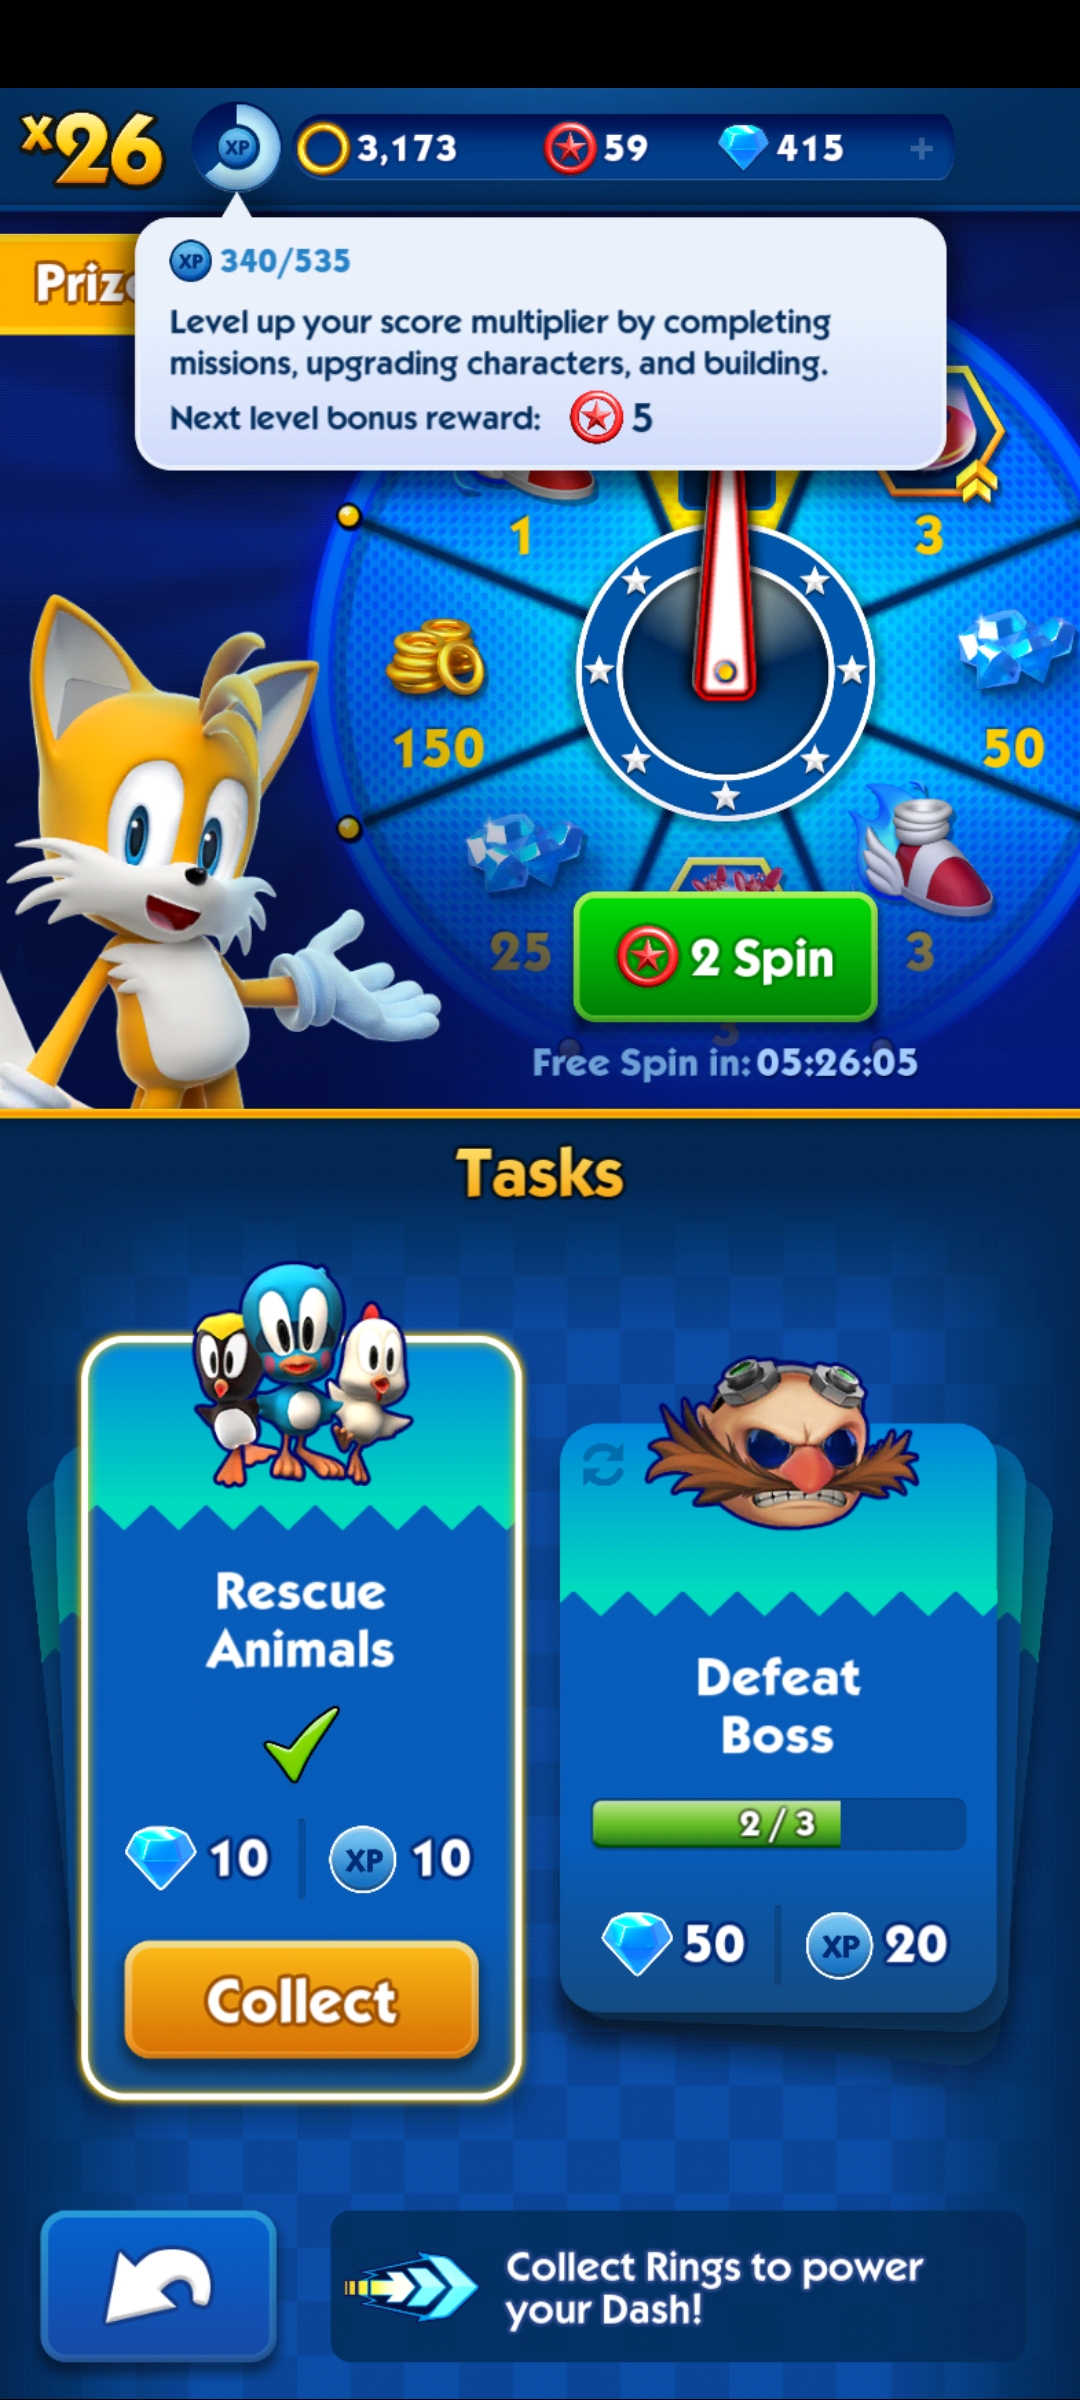 x26
XP
3,173
59
415
+
XP 340/535
Level up your score multiplier by completing
missions, upgrading characters, and building.
Next level bonus reward: 5
1
3
150
50
25
3
2 Spin
3
Free Spin in: 05:26:05
Tasks
Rescue
Animals
10
XP 10
Collect
Defeat
Boss
2 / 3
50
XP 20
Collect Rings to power
your Dash!